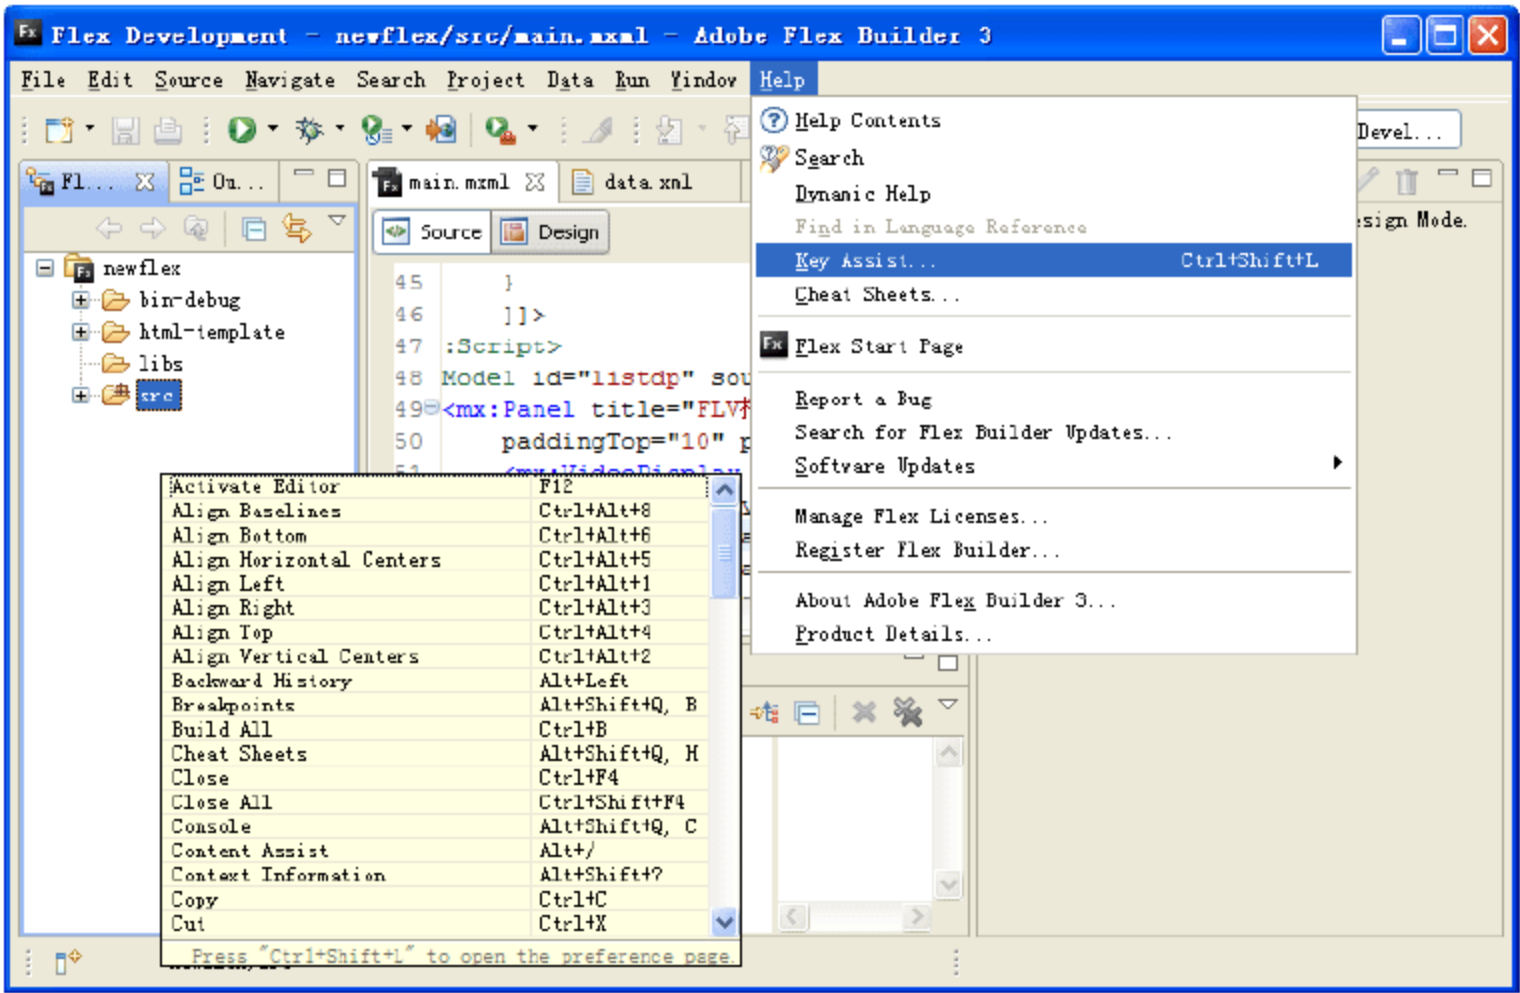 Flex Development - newflex/src/main.mxml - Adobe Flex Builder 3
File Edit Source Navigate Search Project Data Run Window Help
Devel...
Fl... Ou... main.mxml data.xml
Source Design
sign Mode.
newflex
bin-debug
html-template
libs
src
45 }
46 ]]>
47 :Script>
48 Model id="listdp" sou
49 <mx:Panel title="FLV
50 paddingTop="10" p
51 <mx:VideoDisplay
Help Contents
Search
Dynamic Help
Find in Language Reference
Key Assist... Ctrl+Shift+L
Cheat Sheets...
Flex Start Page
Report a Bug
Search for Flex Builder Updates...
Software Updates
Manage Flex Licenses...
Register Flex Builder...
About Adobe Flex Builder 3...
Product Details...
Activate Editor F12
Align Baselines Ctrl+Alt+8
Align Bottom Ctrl+Alt+6
Align Horizontal Centers Ctrl+Alt+5
Align Left Ctrl+Alt+1
Align Right Ctrl+Alt+3
Align Top Ctrl+Alt+4
Align Vertical Centers Ctrl+Alt+2
Backward History Alt+Left
Breakpoints Alt+Shift+Q, B
Build All Ctrl+B
Cheat Sheets Alt+Shift+Q, H
Close Ctrl+F4
Close All Ctrl+Shift+F4
Console Alt+Shift+Q, C
Content Assist Alt+/
Context Information Alt+Shift+?
Copy Ctrl+C
Cut Ctrl+X
Press "Ctrl+Shift+L" to open the preference page.